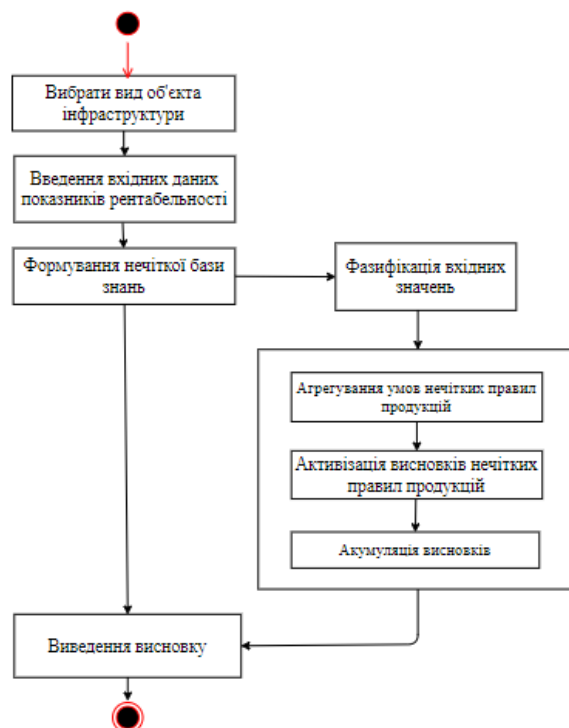 Вибрати вид об'єкта
інфраструктури
Введення вхідних даних
показників рентабельності
Формування нечіткої бази
знань
Фазифікація вхідних
значень
Агрегування умов нечітких правил
продукцій
Активізація висновків нечітких
правил продукцій
Акумуляція висновків
Виведення висновку